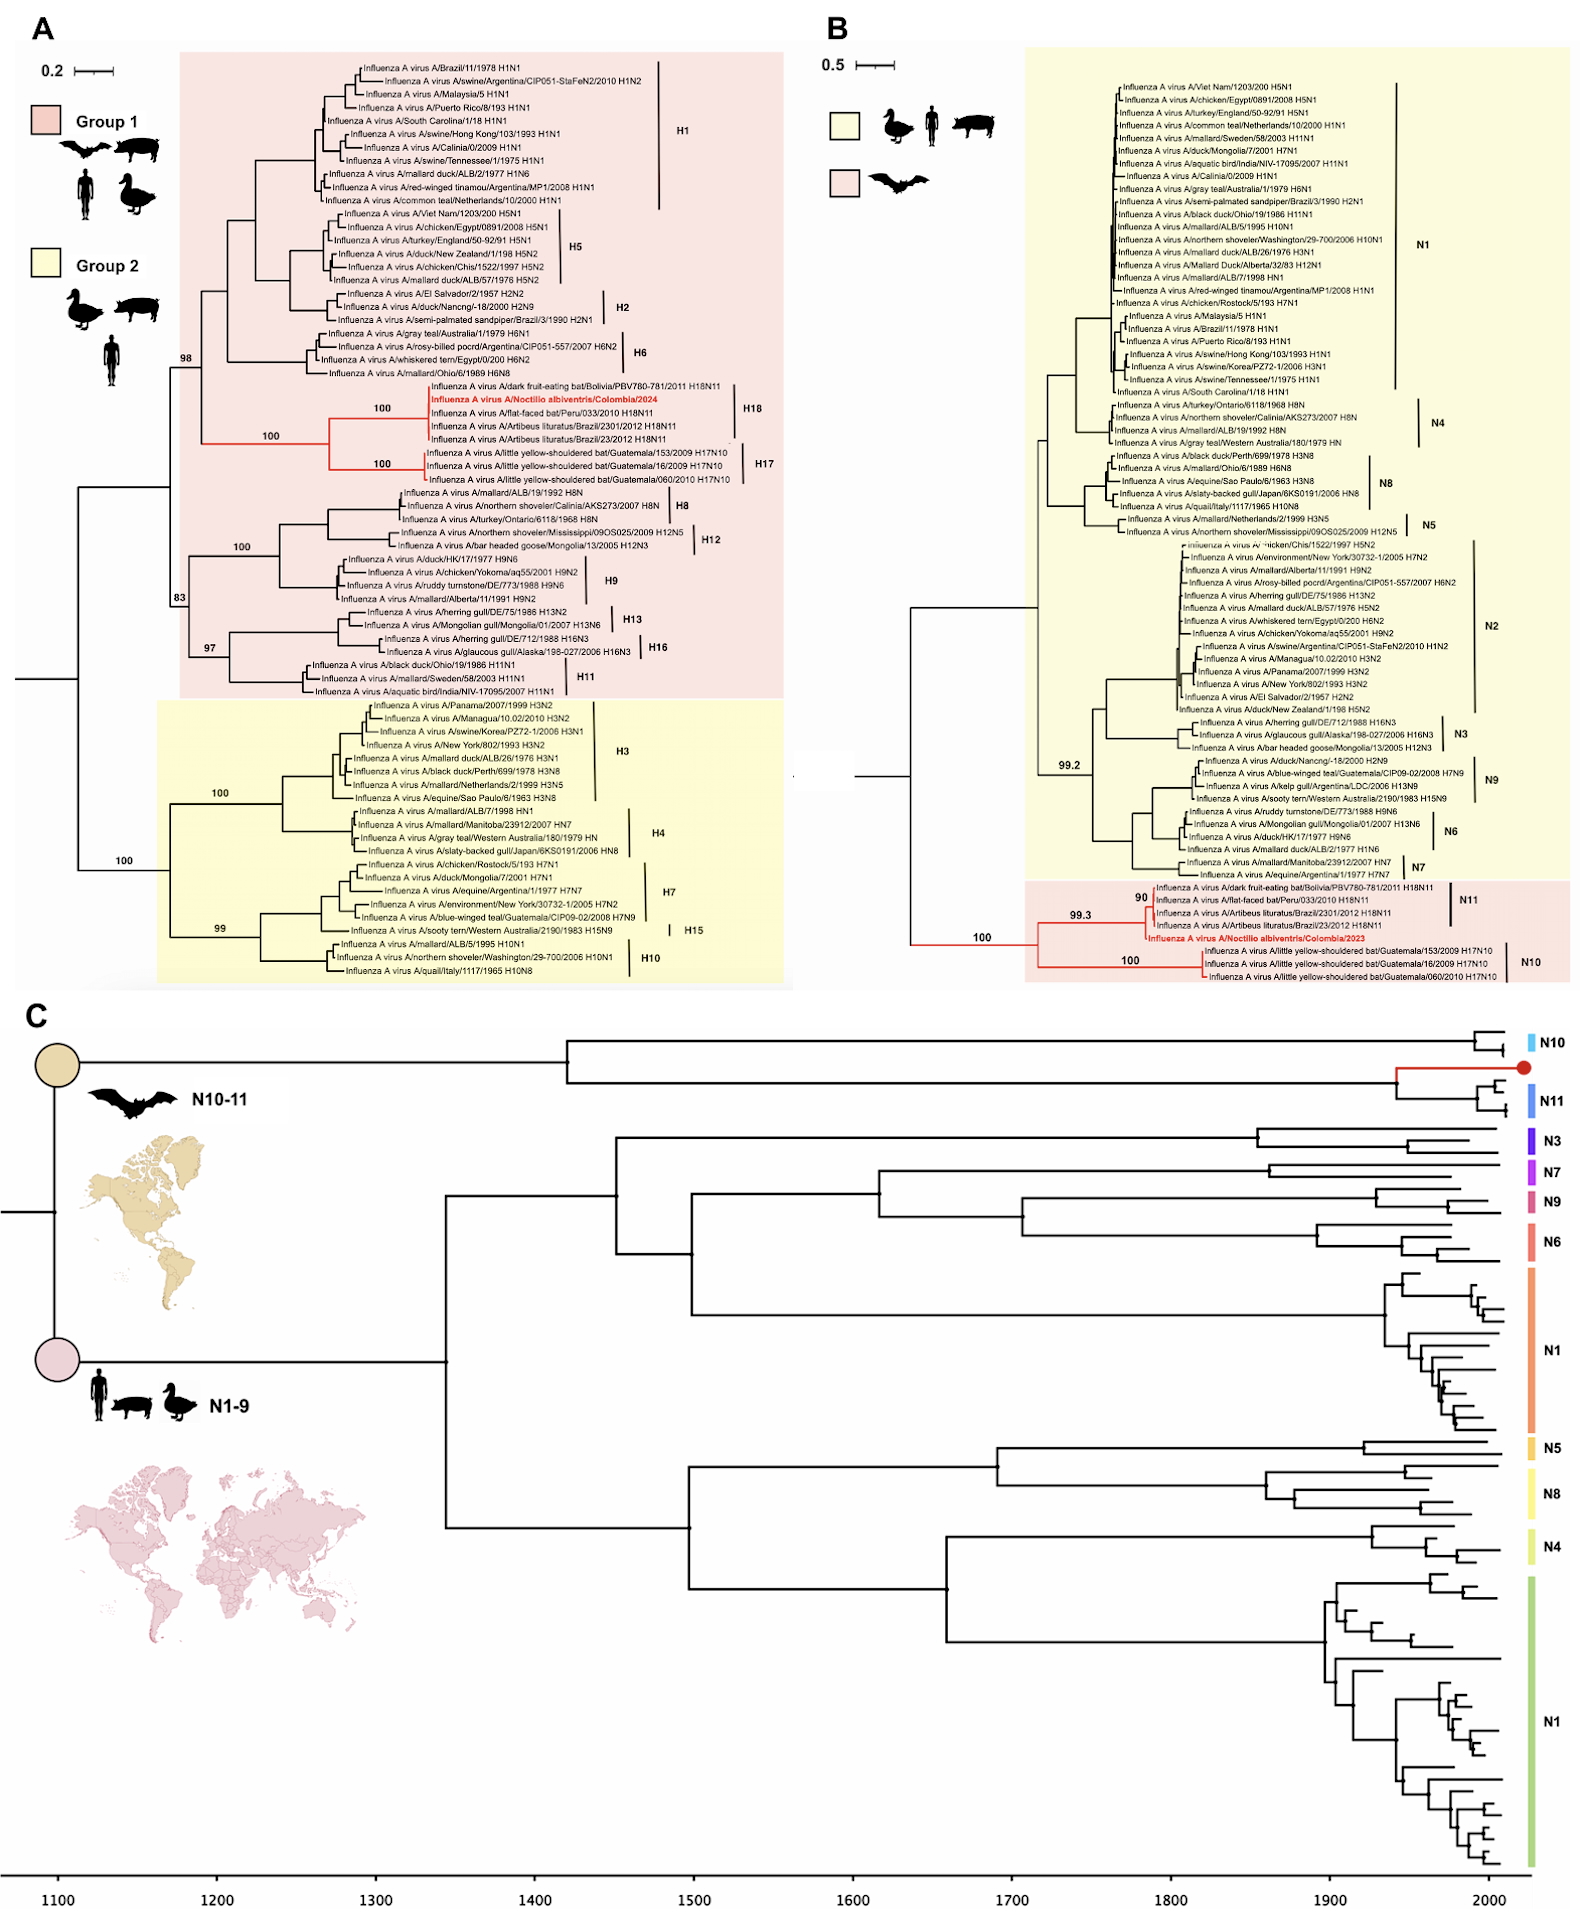 A
0.2
Group 1
Group 2
Influenza A virus A/Brazil/11/1978 H1N1
Influenza A virus A/swine/Argentina/CIP051-StaFeN2/2010 H1N2
Influenza A virus A/Malaysia/5 H1N1
Influenza A virus A/Puerto Rico/8/193 H1N1
Influenza A virus A/South Carolina/1/18 H1N1
Influenza A virus A/swine/Hong Kong/103/1993 H1N1
Influenza A virus A/Calinia/0/2009 H1N1
Influenza A virus A/swine/Tennessee/1/1975 H1N1
Influenza A virus A/mallard duck/ALB/2/1977 H1N6
Influenza A virus A/red-winged tinamou/Argentina/MP1/2008 H1N1
Influenza A virus A/common teal/Netherlands/10/2000 H1N1
H1
Influenza A virus A/Viet Nam/1203/200 H5N1
Influenza A virus A/chicken/Egypt/0891/2008 H5N1
Influenza A virus A/turkey/England/50-92/91 H5N1
Influenza A virus A/duck/New Zealand/1/198 H5N2
Influenza A virus A/chicken/Chis/1522/1997 H5N2
Influenza A virus A/mallard duck/ALB/57/1976 H5N2
H5
Influenza A virus A/El Salvador/2/1957 H2N2
Influenza A virus A/duck/Nancng/-18/2000 H2N9
Influenza A virus A/semi-palmated sandpiper/Brazil/3/1990 H2N1
H2
Influenza A virus A/gray teal/Australia/1/1979 H6N1
Influenza A virus A/rosy-billed pocrd/Argentina/CIP051-557/2007 H6N2
Influenza A virus A/whiskered tern/Egypt/0/200 H6N2
Influenza A virus A/mallard/Ohio/6/1989 H6N8
H6
98
Influenza A virus A/dark fruit-eating bat/Bolivia/PBV780-781/2011 H18N11
Influenza A virus A/Noctilio albiventris/Colombia/2024
Influenza A virus A/flat-faced bat/Peru/033/2010 H18N11
Influenza A virus A/Artibeus lituratus/Brazil/2301/2012 H18N11
Influenza A virus A/Artibeus lituratus/Brazil/23/2012 H18N11
H18
100
100
Influenza A virus A/little yellow-shouldered bat/Guatemala/153/2009 H17N10
Influenza A virus A/little yellow-shouldered bat/Guatemala/16/2009 H17N10
Influenza A virus A/little yellow-shouldered bat/Guatemala/060/2010 H17N10
H17
100
Influenza A virus A/mallard/ALB/19/1992 H8N
Influenza A virus A/northern shoveler/Calinia/AKS273/2007 H8N
Influenza A virus A/turkey/Ontario/6118/1968 H8N
H8
Influenza A virus A/northern shoveler/Mississippi/09OS025/2009 H12N5
Influenza A virus A/bar headed goose/Mongolia/13/2005 H12N3
H12
100
Influenza A virus A/duck/HK/17/1977 H9N6
Influenza A virus A/chicken/Yokoma/aq55/2001 H9N2
Influenza A virus A/ruddy turnstone/DE/773/1988 H9N6
Influenza A virus A/mallard/Alberta/11/1991 H9N2
H9
83
Influenza A virus A/herring gull/DE/75/1986 H13N2
Influenza A virus A/Mongolian gull/Mongolia/01/2007 H13N6
H13
Influenza A virus A/herring gull/DE/712/1988 H16N3
Influenza A virus A/glaucous gull/Alaska/198-027/2006 H16N3
H16
97
Influenza A virus A/black duck/Ohio/19/1986 H11N1
Influenza A virus A/mallard/Sweden/58/2003 H11N1
Influenza A virus A/aquatic bird/India/NIV-17095/2007 H11N1
H11
Influenza A virus A/Panama/2007/1999 H3N2
Influenza A virus A/Managua/10.02/2010 H3N2
Influenza A virus A/swine/Korea/PZ72-1/2006 H3N1
Influenza A virus A/New York/802/1993 H3N2
Influenza A virus A/mallard duck/ALB/26/1976 H3N1
Influenza A virus A/black duck/Perth/699/1978 H3N8
Influenza A virus A/mallard/Netherlands/2/1999 H3N5
Influenza A virus A/equine/Sao Paulo/6/1963 H3N8
H3
100
Influenza A virus A/mallard/ALB/7/1998 HN1
Influenza A virus A/mallard/Manitoba/23912/2007 HN7
Influenza A virus A/gray teal/Western Australia/180/1979 HN
Influenza A virus A/slaty-backed gull/Japan/6KS0191/2006 HN8
H4
100
Influenza A virus A/chicken/Rostock/5/193 H7N1
Influenza A virus A/duck/Mongolia/7/2001 H7N1
Influenza A virus A/equine/Argentina/1/1977 H7N7
Influenza A virus A/environment/New York/30732-1/2005 H7N2
Influenza A virus A/blue-winged teal/Guatemala/CIP09-02/2008 H7N9
H7
99
Influenza A virus A/sooty tern/Western Australia/2190/1983 H15N9
H15
Influenza A virus A/mallard/ALB/5/1995 H10N1
Influenza A virus A/northern shoveler/Washington/29-700/2006 H10N1
Influenza A virus A/quail/Italy/1117/1965 H10N8
H10
B
0.5
Influenza A virus A/Viet Nam/1203/200 H5N1
Influenza A virus A/chicken/Egypt/0891/2008 H5N1
Influenza A virus A/turkey/England/50-92/91 H5N1
Influenza A virus A/common teal/Netherlands/10/2000 H1N1
Influenza A virus A/mallard/Sweden/58/2003 H11N1
Influenza A virus A/duck/Mongolia/7/2001 H7N1
Influenza A virus A/aquatic bird/India/NIV-17095/2007 H11N1
Influenza A virus A/Calinia/0/2009 H1N1
Influenza A virus A/gray teal/Australia/1/1979 H6N1
Influenza A virus A/semi-palmated sandpiper/Brazil/3/1990 H2N1
Influenza A virus A/black duck/Ohio/19/1986 H11N1
Influenza A virus A/mallard/ALB/5/1995 H10N1
Influenza A virus A/northern shoveler/Washington/29-700/2006 H10N1
Influenza A virus A/mallard duck/ALB/26/1976 H3N1
Influenza A virus A/Mallard Duck/Alberta/32/83 H12N1
Influenza A virus A/mallard/ALB/7/1998 HN1
Influenza A virus A/red-winged tinamou/Argentina/MP1/2008 H1N1
Influenza A virus A/chicken/Rostock/5/193 H7N1
Influenza A virus A/Malaysia/5 H1N1
Influenza A virus A/Brazil/11/1978 H1N1
Influenza A virus A/Puerto Rico/8/193 H1N1
Influenza A virus A/swine/Hong Kong/103/1993 H1N1
Influenza A virus A/swine/Korea/PZ72-1/2006 H3N1
Influenza A virus A/swine/Tennessee/1/1975 H1N1
Influenza A virus A/South Carolina/1/18 H1N1
N1
Influenza A virus A/turkey/Ontario/6118/1968 H8N
Influenza A virus A/northern shoveler/Calinia/AKS273/2007 H8N
Influenza A virus A/mallard/ALB/19/1992 H8N
Influenza A virus A/gray teal/Western Australia/180/1979 HN
N4
Influenza A virus A/black duck/Perth/699/1978 H3N8
Influenza A virus A/mallard/Ohio/6/1989 H6N8
Influenza A virus A/equine/Sao Paulo/6/1963 H3N8
Influenza A virus A/slaty-backed gull/Japan/6KS0191/2006 HN8
Influenza A virus A/quail/Italy/1117/1965 H10N8
N8
Influenza A virus A/mallard/Netherlands/2/1999 H3N5
Influenza A virus A/northern shoveler/Mississippi/09OS025/2009 H12N5
N5
Influenza A virus A/chicken/Chis/1522/1997 H5N2
Influenza A virus A/environment/New York/30732-1/2005 H7N2
Influenza A virus A/mallard/Alberta/11/1991 H9N2
Influenza A virus A/rosy-billed pocrd/Argentina/CIP051-557/2007 H6N2
Influenza A virus A/herring gull/DE/75/1986 H13N2
Influenza A virus A/mallard duck/ALB/57/1976 H5N2
Influenza A virus A/whiskered tern/Egypt/0/200 H6N2
Influenza A virus A/chicken/Yokoma/aq55/2001 H9N2
Influenza A virus A/swine/Argentina/CIP051-StaFeN2/2010 H1N2
Influenza A virus A/Managua/10.02/2010 H3N2
Influenza A virus A/Panama/2007/1999 H3N2
Influenza A virus A/New York/802/1993 H3N2
Influenza A virus A/El Salvador/2/1957 H2N2
Influenza A virus A/duck/New Zealand/1/198 H5N2
N2
Influenza A virus A/herring gull/DE/712/1988 H16N3
Influenza A virus A/glaucous gull/Alaska/198-027/2006 H16N3
Influenza A virus A/bar headed goose/Mongolia/13/2005 H12N3
N3
99.2
Influenza A virus A/duck/Nancng/-18/2000 H2N9
Influenza A virus A/blue-winged teal/Guatemala/CIP09-02/2008 H7N9
Influenza A virus A/kelp gull/Argentina/LDC/2006 H13N9
Influenza A virus A/sooty tern/Western Australia/2190/1983 H15N9
N9
Influenza A virus A/ruddy turnstone/DE/773/1988 H9N6
Influenza A virus A/Mongolian gull/Mongolia/01/2007 H13N6
Influenza A virus A/duck/HK/17/1977 H9N6
Influenza A virus A/mallard duck/ALB/2/1977 H1N6
N6
Influenza A virus A/mallard/Manitoba/23912/2007 HN7
Influenza A virus A/equine/Argentina/1/1977 H7N7
N7
Influenza A virus A/dark fruit-eating bat/Bolivia/PBV780-781/2011 H18N11
Influenza A virus A/flat-faced bat/Peru/033/2010 H18N11
Influenza A virus A/Artibeus lituratus/Brazil/2301/2012 H18N11
Influenza A virus A/Artibeus lituratus/Brazil/23/2012 H18N11
N11
90
99.3
Influenza A virus A/Noctilio albiventris/Colombia/2023
100
Influenza A virus A/little yellow-shouldered bat/Guatemala/153/2009 H17N10
Influenza A virus A/little yellow-shouldered bat/Guatemala/16/2009 H17N10
Influenza A virus A/little yellow-shouldered bat/Guatemala/060/2010 H17N10
N10
100
C
N10-11
N1-9
N10
N11
N3
N7
N9
N6
N1
N5
N8
N4
N1
1100
1200
1300
1400
1500
1600
1700
1800
1900
2000